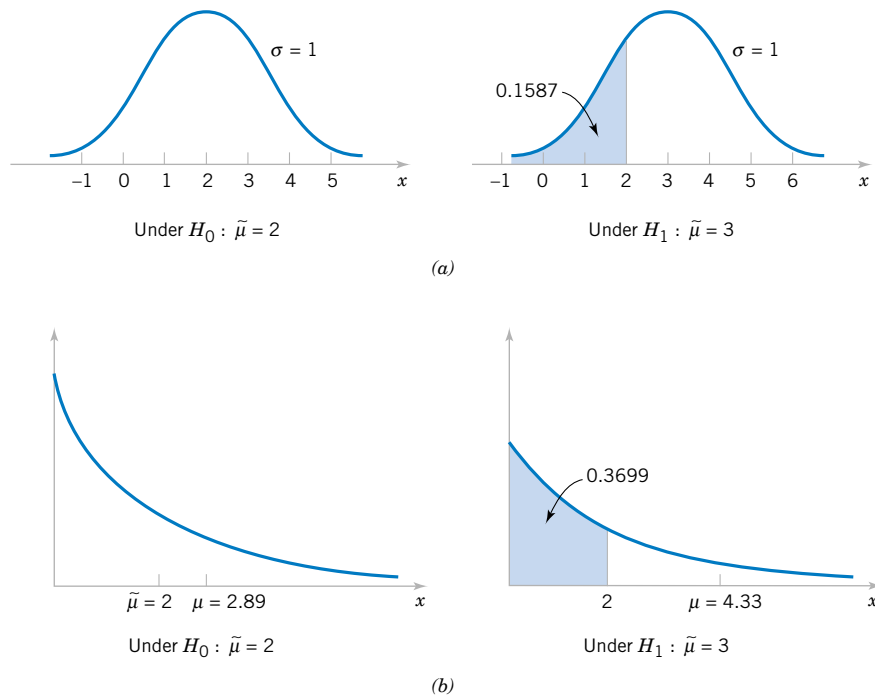 σ = 1
σ = 1
0.1587
–1 0 1 2 3 4 5 x
–1 0 1 2 3 4 5 6 x
Under H0 : μ̃ = 2
Under H1 : μ̃ = 3
(a)
0.3699
μ̃ = 2 μ = 2.89 x
2 μ = 4.33 x
Under H0 : μ̃ = 2
Under H1 : μ̃ = 3
(b)